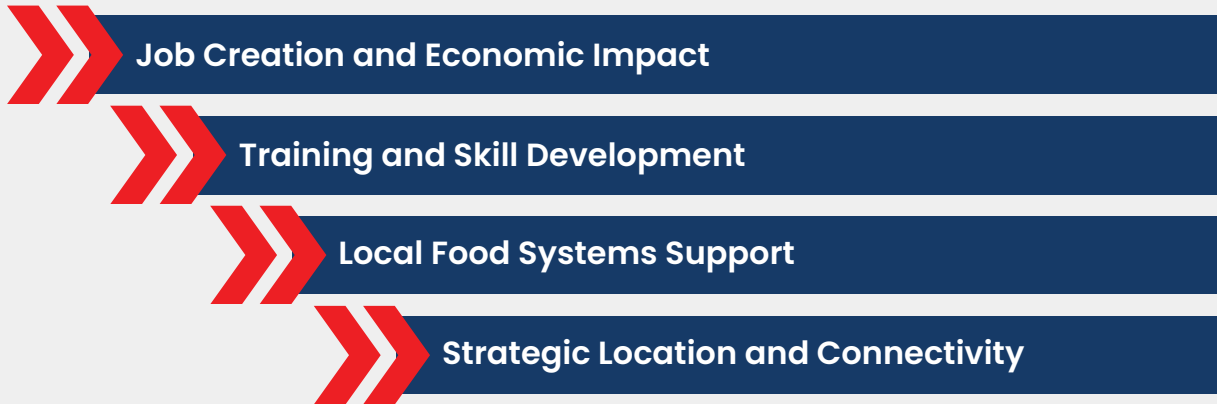 Job Creation and Economic Impact
Training and Skill Development
Local Food Systems Support
Strategic Location and Connectivity